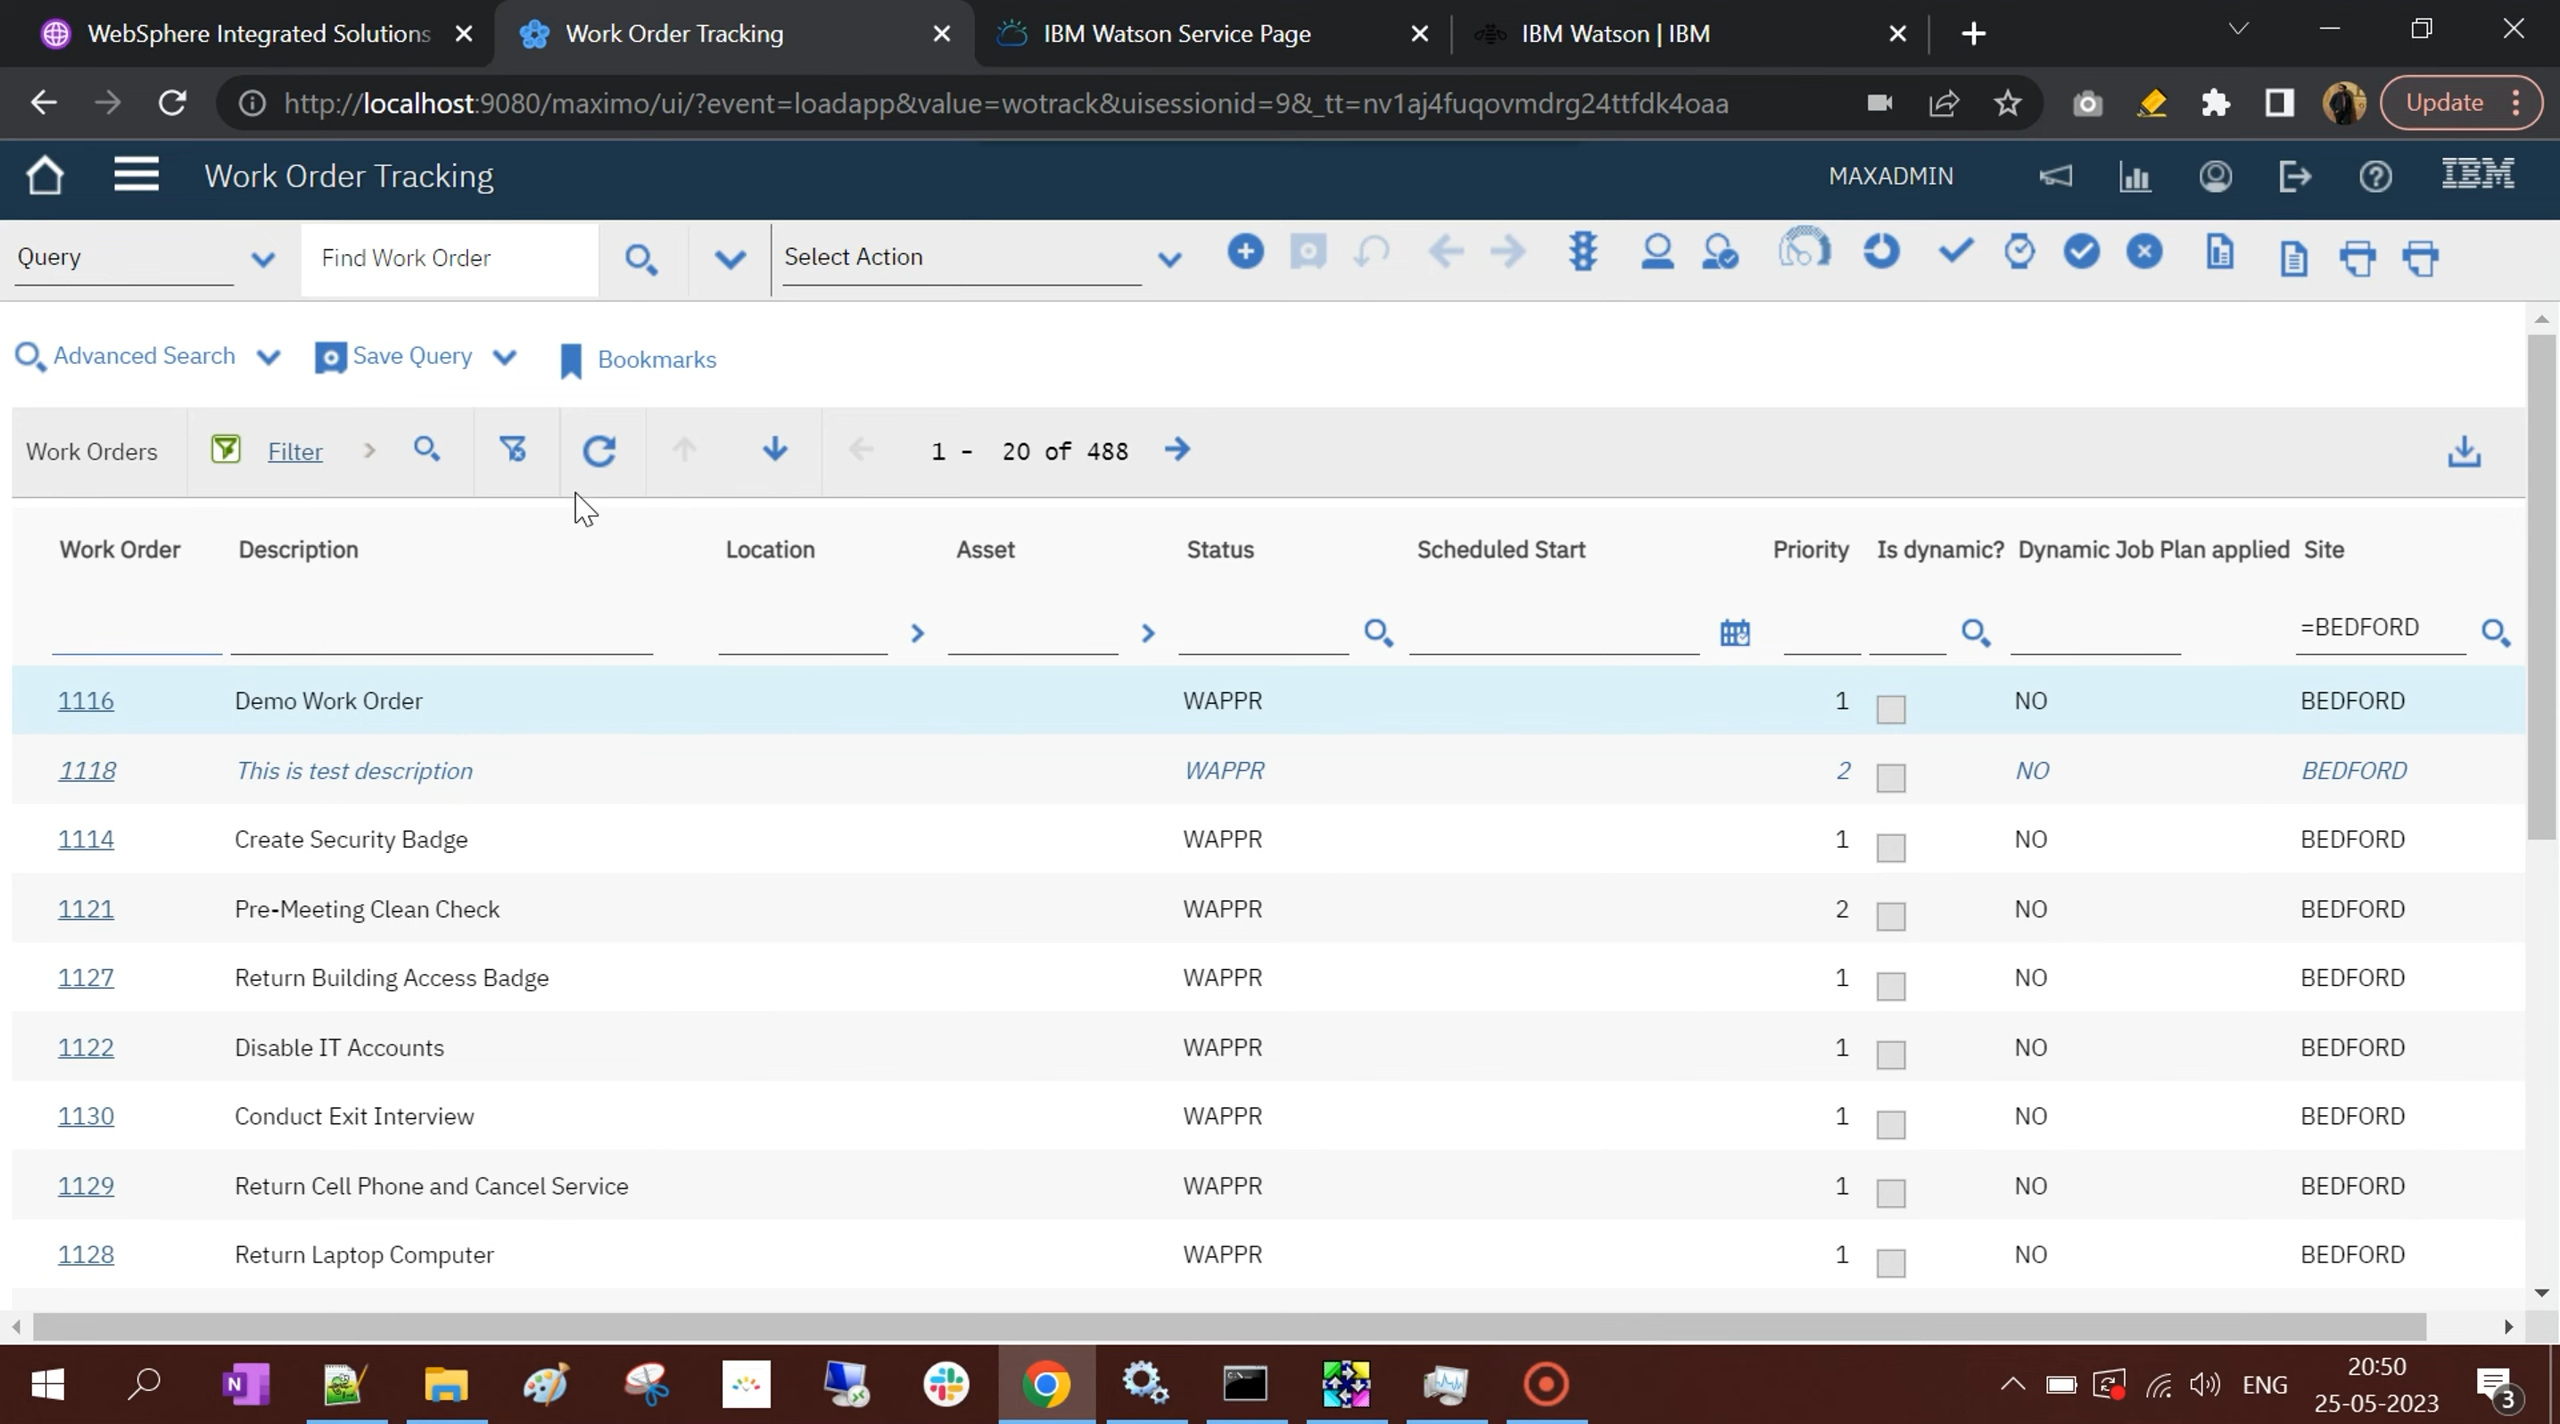 WebSphere Integrated Solutions
Work Order Tracking
IBM Watson Service Page
IBM Watson | IBM
http://localhost:9080/maximo/ui/?event=loadapp&value=wotrack&uisessionid=9&_tt=nv1aj4fuqovmdrg24ttfdk4oaa
Update
Work Order Tracking
MAXADMIN
IBM
Query
Find Work Order
Select Action
Advanced Search
Save Query
Bookmarks
Work Orders
Filter
1 - 20 of 488
Work Order Description Location Asset Status Scheduled Start Priority Is dynamic? Dynamic Job Plan applied Site
=BEDFORD
1116 Demo Work Order WAPPR 1 NO BEDFORD
1118 This is test description WAPPR 2 NO BEDFORD
1114 Create Security Badge WAPPR 1 NO BEDFORD
1121 Pre-Meeting Clean Check WAPPR 2 NO BEDFORD
1127 Return Building Access Badge WAPPR 1 NO BEDFORD
1122 Disable IT Accounts WAPPR 1 NO BEDFORD
1130 Conduct Exit Interview WAPPR 1 NO BEDFORD
1129 Return Cell Phone and Cancel Service WAPPR 1 NO BEDFORD
1128 Return Laptop Computer WAPPR 1 NO BEDFORD
N
ENG
20:50
25-05-2023
3